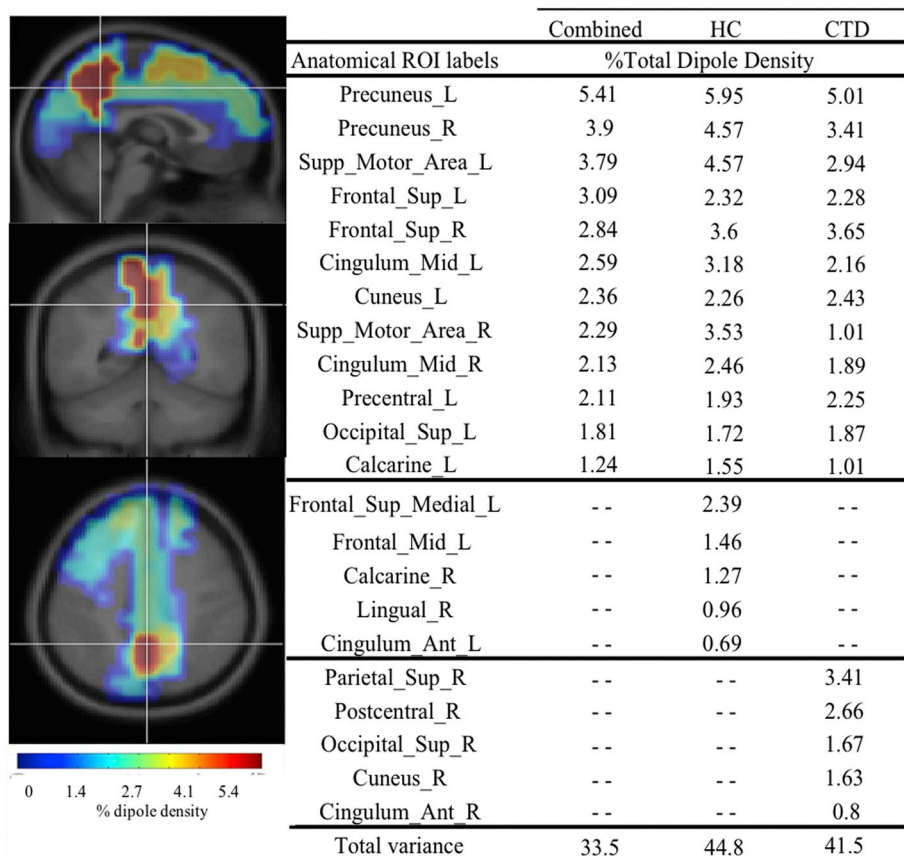 Combined HC CTD
Anatomical ROI labels %Total Dipole Density
Precuneus_L 5.41 5.95 5.01
Precuneus_R 3.9 4.57 3.41
Supp_Motor_Area_L 3.79 4.57 2.94
Frontal_Sup_L 3.09 2.32 2.28
Frontal_Sup_R 2.84 3.6 3.65
Cingulum_Mid_L 2.59 3.18 2.16
Cuneus_L 2.36 2.26 2.43
Supp_Motor_Area_R 2.29 3.53 1.01
Cingulum_Mid_R 2.13 2.46 1.89
Precentral_L 2.11 1.93 2.25
Occipital_Sup_L 1.81 1.72 1.87
Calcarine_L 1.24 1.55 1.01
Frontal_Sup_Medial_L - - 2.39 - -
Frontal_Mid_L - - 1.46 - -
Calcarine_R - - 1.27 - -
Lingual_R - - 0.96 - -
Cingulum_Ant_L - - 0.69 - -
Parietal_Sup_R - - - - 3.41
Postcentral_R - - - - 2.66
Occipital_Sup_R - - - - 1.67
Cuneus_R - - - - 1.63
Cingulum_Ant_R - - - - 0.8
Total variance 33.5 44.8 41.5
0 1.4 2.7 4.1 5.4
% dipole density